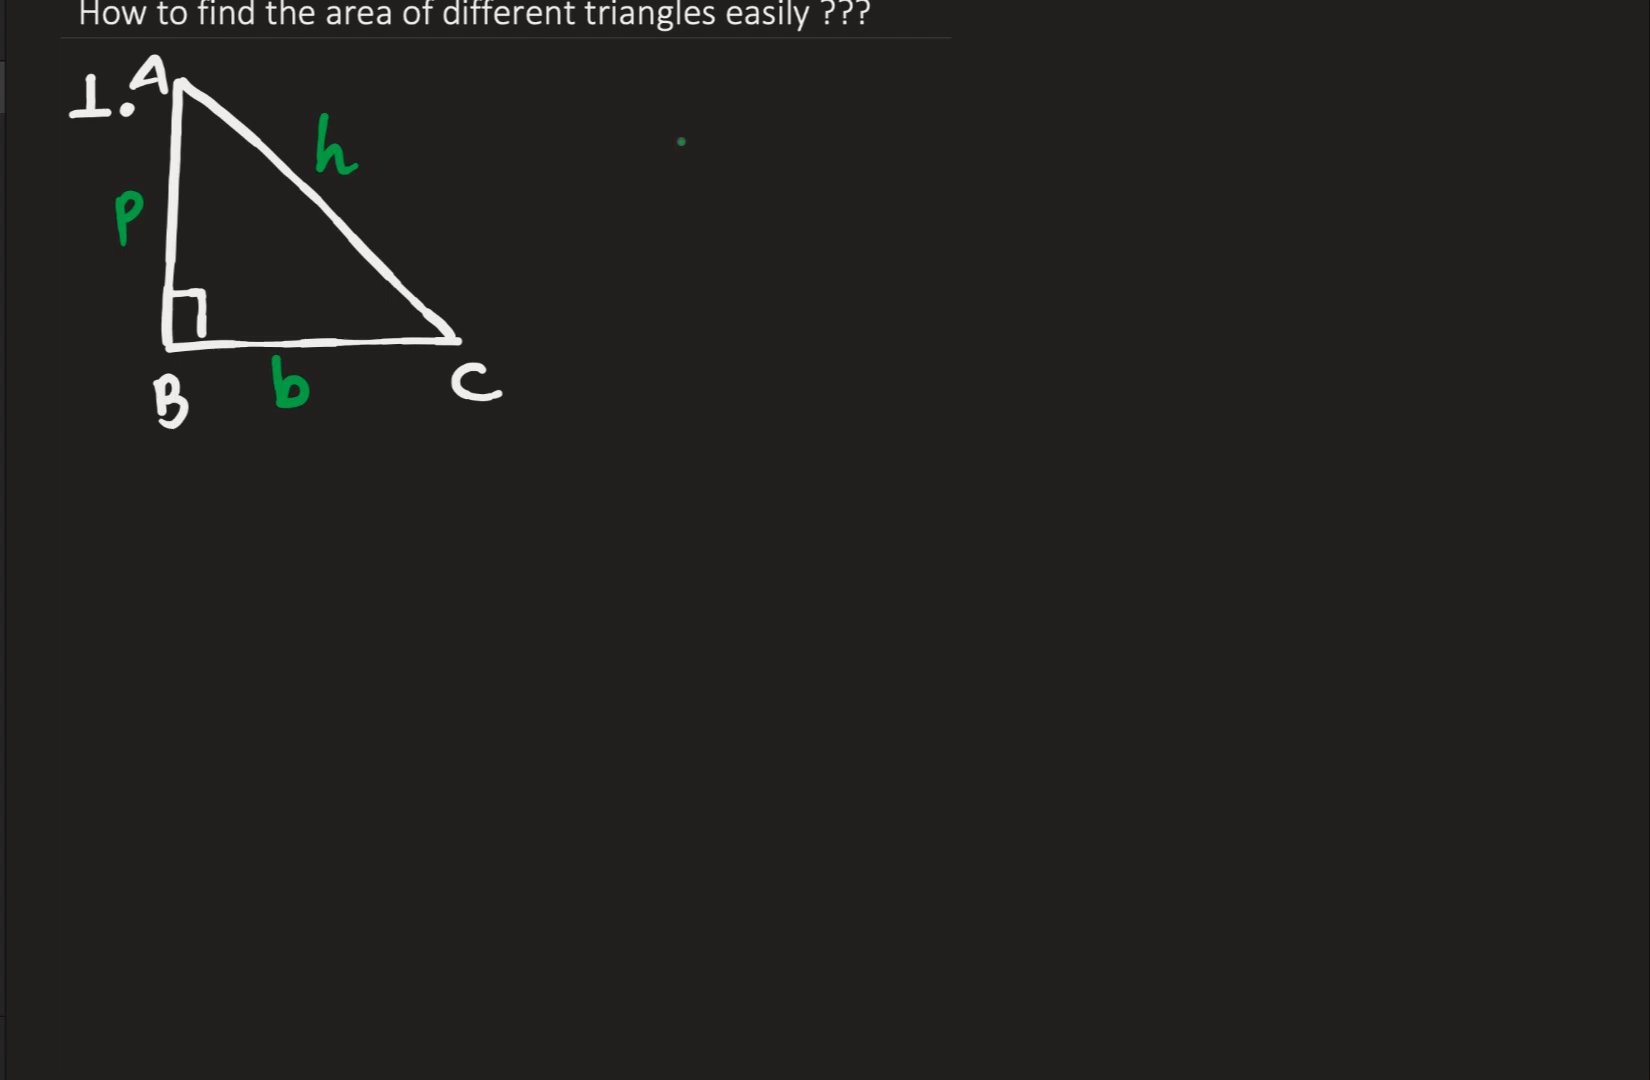 How to find the area of different triangles easily ???
1. A
h
p
b
B
C